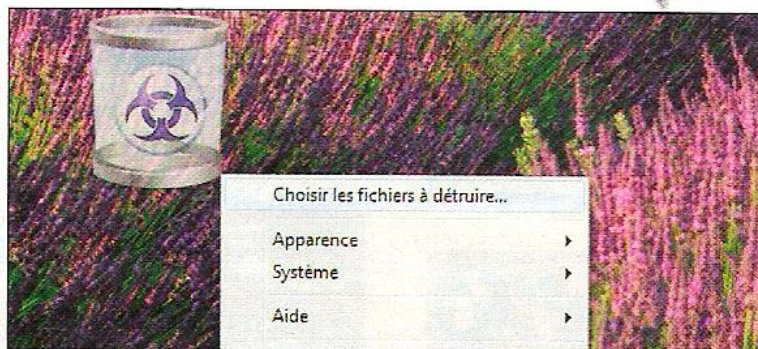 Choisir les fichiers à détruire...
Apparence
Système
Aide